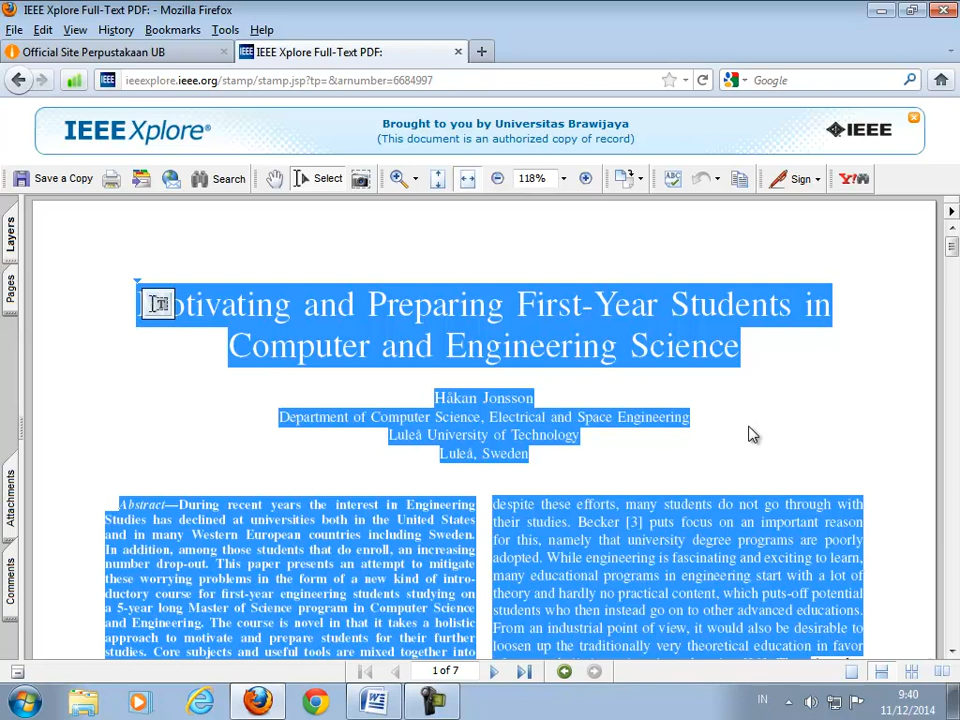 IEEE Xplore Full-Text PDF: - Mozilla Firefox
File Edit View History Bookmarks Tools Help
Official Site Perpustakaan UB
IEEE IEEE Xplore Full-Text PDF:
IEEE ieeexplore.ieee.org/stamp/stamp.jsp?tp=&arnumber=6684997
Google
IEEE Xplore®
Brought to you by Universitas Brawijaya
(This document is an authorized copy of record)
IEEE
Save a Copy Search Select 118% Sign Y!
Layers
Pages
Attachments
Comments
Motivating and Preparing First-Year Students in
Computer and Engineering Science
Håkan Jonsson
Department of Computer Science, Electrical and Space Engineering
Luleå University of Technology
Luleå, Sweden
Abstract—During recent years the interest in Engineering
Studies has declined at universities both in the United States
and in many Western European countries including Sweden.
In addition, among those students that do enroll, an increasing
number drop-out. This paper presents an attempt to mitigate
these worrying problems in the form of a new kind of intro-
ductory course for first-year engineering students studying on
a 5-year long Master of Science program in Computer Science
and Engineering. The course is novel in that it takes a holistic
approach to motivate and prepare students for their further
studies. Core subjects and useful tools are mixed together into
despite these efforts, many students do not go through with
their studies. Becker [3] puts focus on an important reason
for this, namely that university degree programs are poorly
adopted. While engineering is fascinating and exciting to learn,
many educational programs in engineering start with a lot of
theory and hardly no practical content, which puts-off potential
students who then instead go on to other advanced educations.
From an industrial point of view, it would also be desirable to
loosen up the traditionally very theoretical education in favor
1 of 7
IN
9:40
11/12/2014